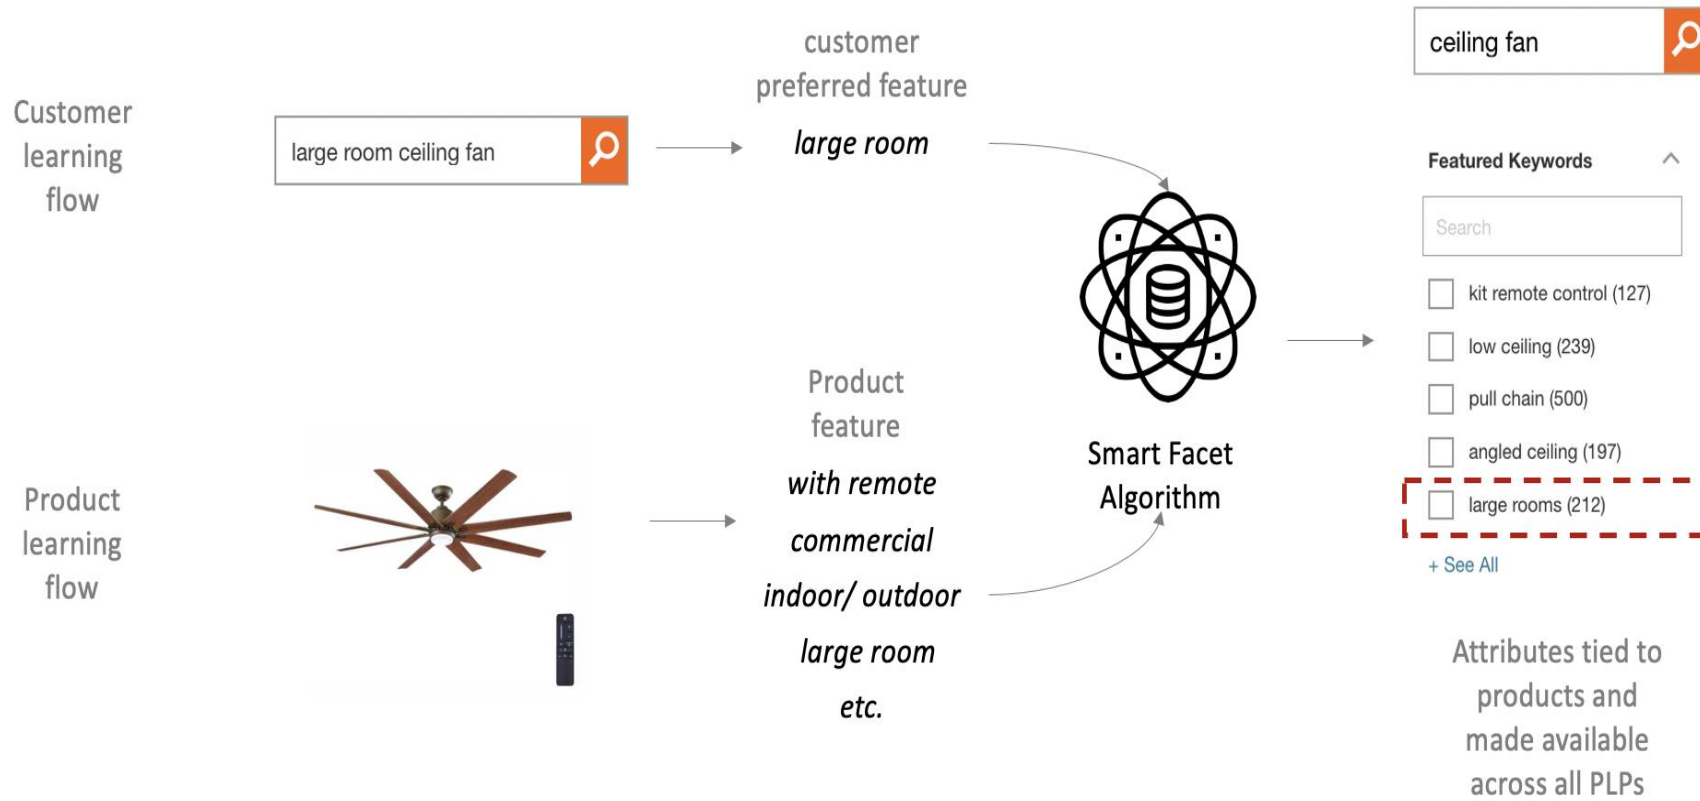 Customer
learning
flow
large room ceiling fan
customer
preferred feature
large room
Product
learning
flow
Product
feature
with remote
commercial
indoor/ outdoor
large room
etc.
Smart Facet
Algorithm
ceiling fan
Featured Keywords
Search
kit remote control (127)
low ceiling (239)
pull chain (500)
angled ceiling (197)
large rooms (212)
+ See All
Attributes tied to
products and
made available
across all PLPs